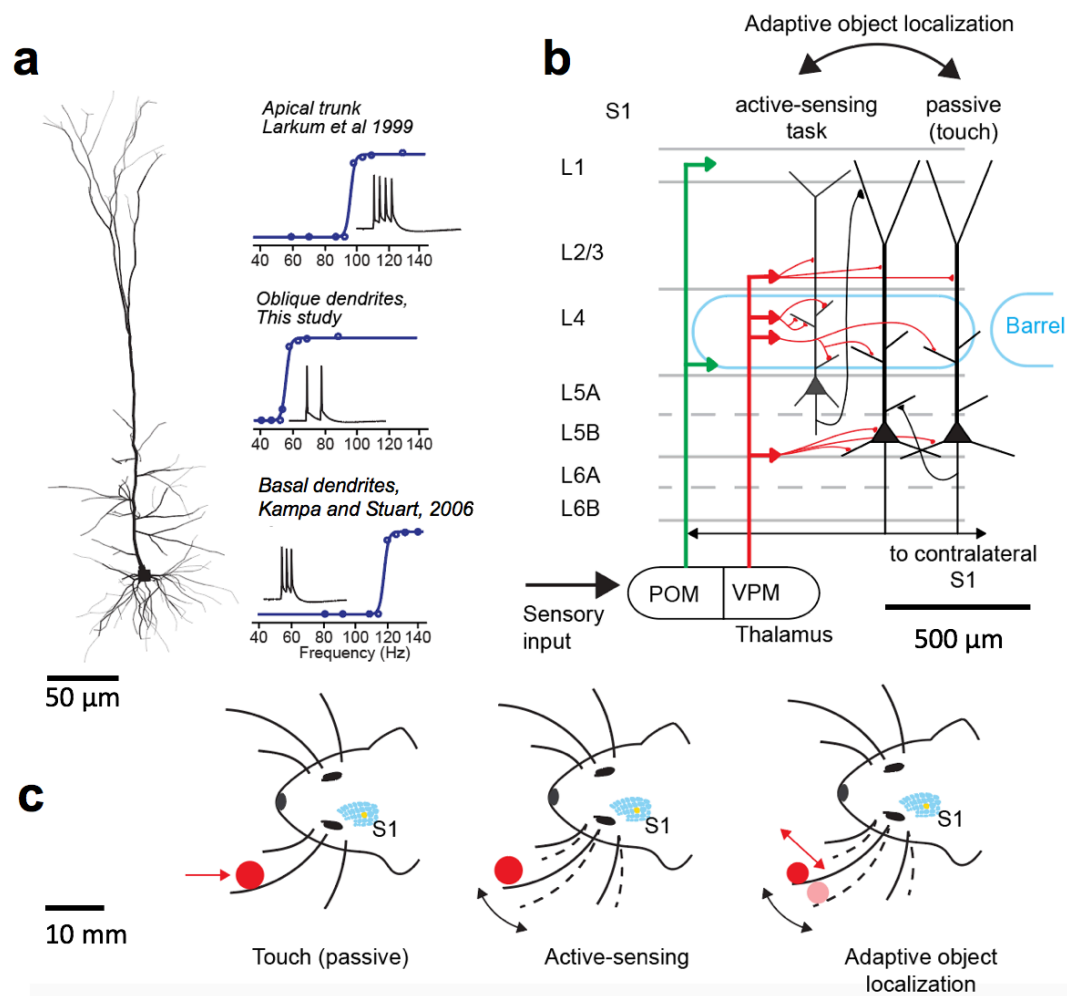 a
Apical trunk
Larkum et al 1999
40 60 80 100 120 140
Oblique dendrites,
This study
40 60 80 100 120 140
Basal dendrites,
Kampa and Stuart, 2006
40 60 80 100 120 140
Frequency (Hz)
50 µm
b
Adaptive object localization
S1
active-sensing
task
passive
(touch)
L1
L2/3
L4
Barrel
L5A
L5B
L6A
L6B
to contralateral
S1
Sensory
input
POM
VPM
Thalamus
500 µm
c
S1
S1
S1
10 mm
Touch (passive)
Active-sensing
Adaptive object
localization